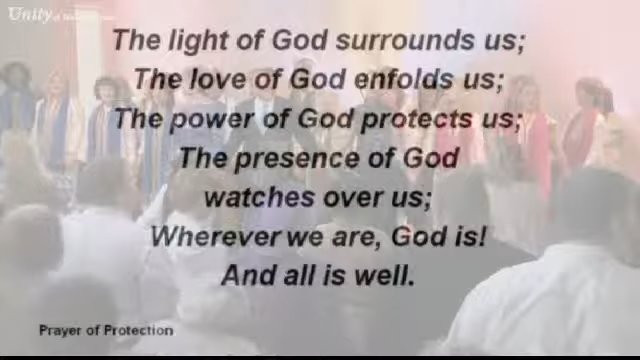 Unity
The light of God surrounds us;
The love of God enfolds us;
The power of God protects us;
The presence of God
watches over us;
Wherever we are, God is!
And all is well.
Prayer of Protection